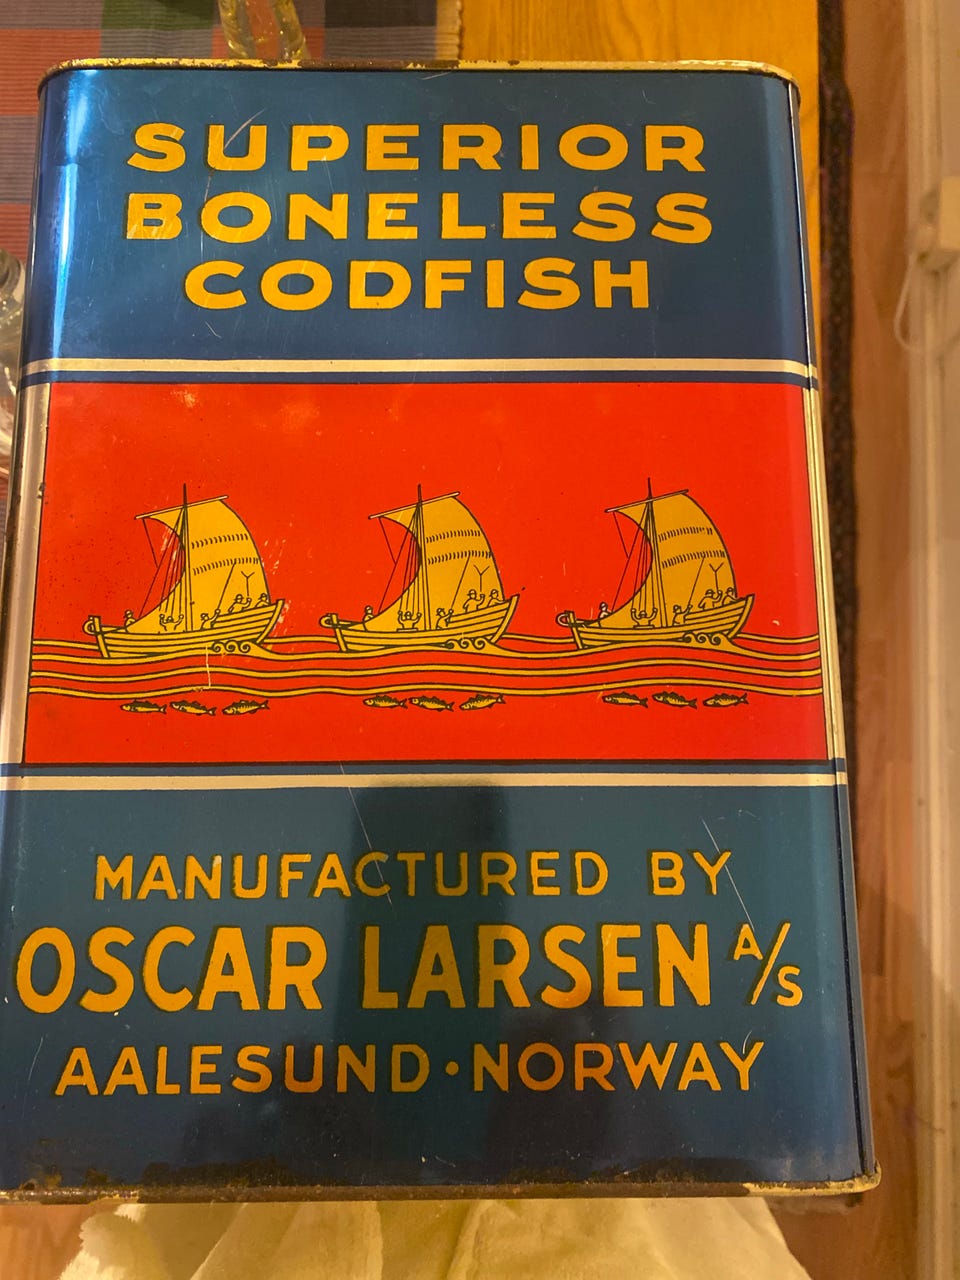 SUPERIOR
BONELESS
CODFISH
MANUFACTURED BY
OSCAR LARSEN A/S
AALESUND·NORWAY